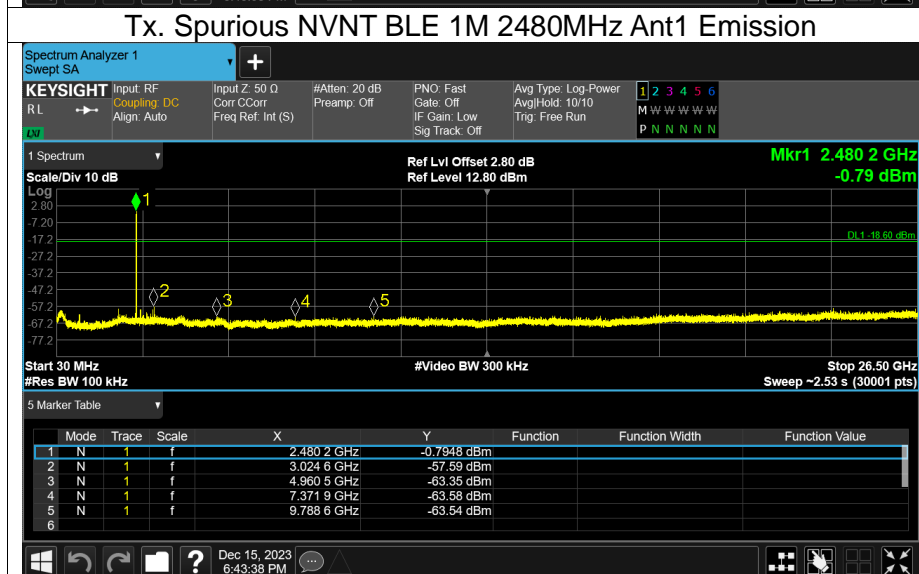 Tx. Spurious NVNT BLE 1M 2480MHz Ant1 Emission
Spectrum Analyzer 1
Swept SA
+
KEYSIGHT Input: RF Input Z: 50 Ω #Atten: 20 dB PNO: Fast Avg Type: Log-Power 1 2 3 4 5 6
RL Coupling: DC Corr CCorr Preamp: Off Gate: Off Avg|Hold: 10/10 M W W W W W
Align: Auto Freq Ref: Int (S) IF Gain: Low Trig: Free Run
LXI Sig Track: Off P N N N N N
1 Spectrum Ref Lvl Offset 2.80 dB Mkr1 2.480 2 GHz
Scale/Div 10 dB Ref Level 12.80 dBm -0.79 dBm
Log
1
2.80
-7.20
-17.2
DL1 -18.60 dBm
-27.2
-37.2
-47.2
2 3 4 5
-57.2
-67.2
-77.2
Start 30 MHz #Video BW 300 kHz Stop 26.50 GHz
#Res BW 100 kHz Sweep ~2.53 s (30001 pts)
5 Marker Table
Mode Trace Scale X Y Function Function Width Function Value
1 N 1 f 2.480 2 GHz -0.7948 dBm
2 N 1 f 3.024 6 GHz -57.59 dBm
3 N 1 f 4.960 5 GHz -63.35 dBm
4 N 1 f 7.371 9 GHz -63.58 dBm
5 N 1 f 9.788 6 GHz -63.54 dBm
6
? Dec 15, 2023
6:43:38 PM